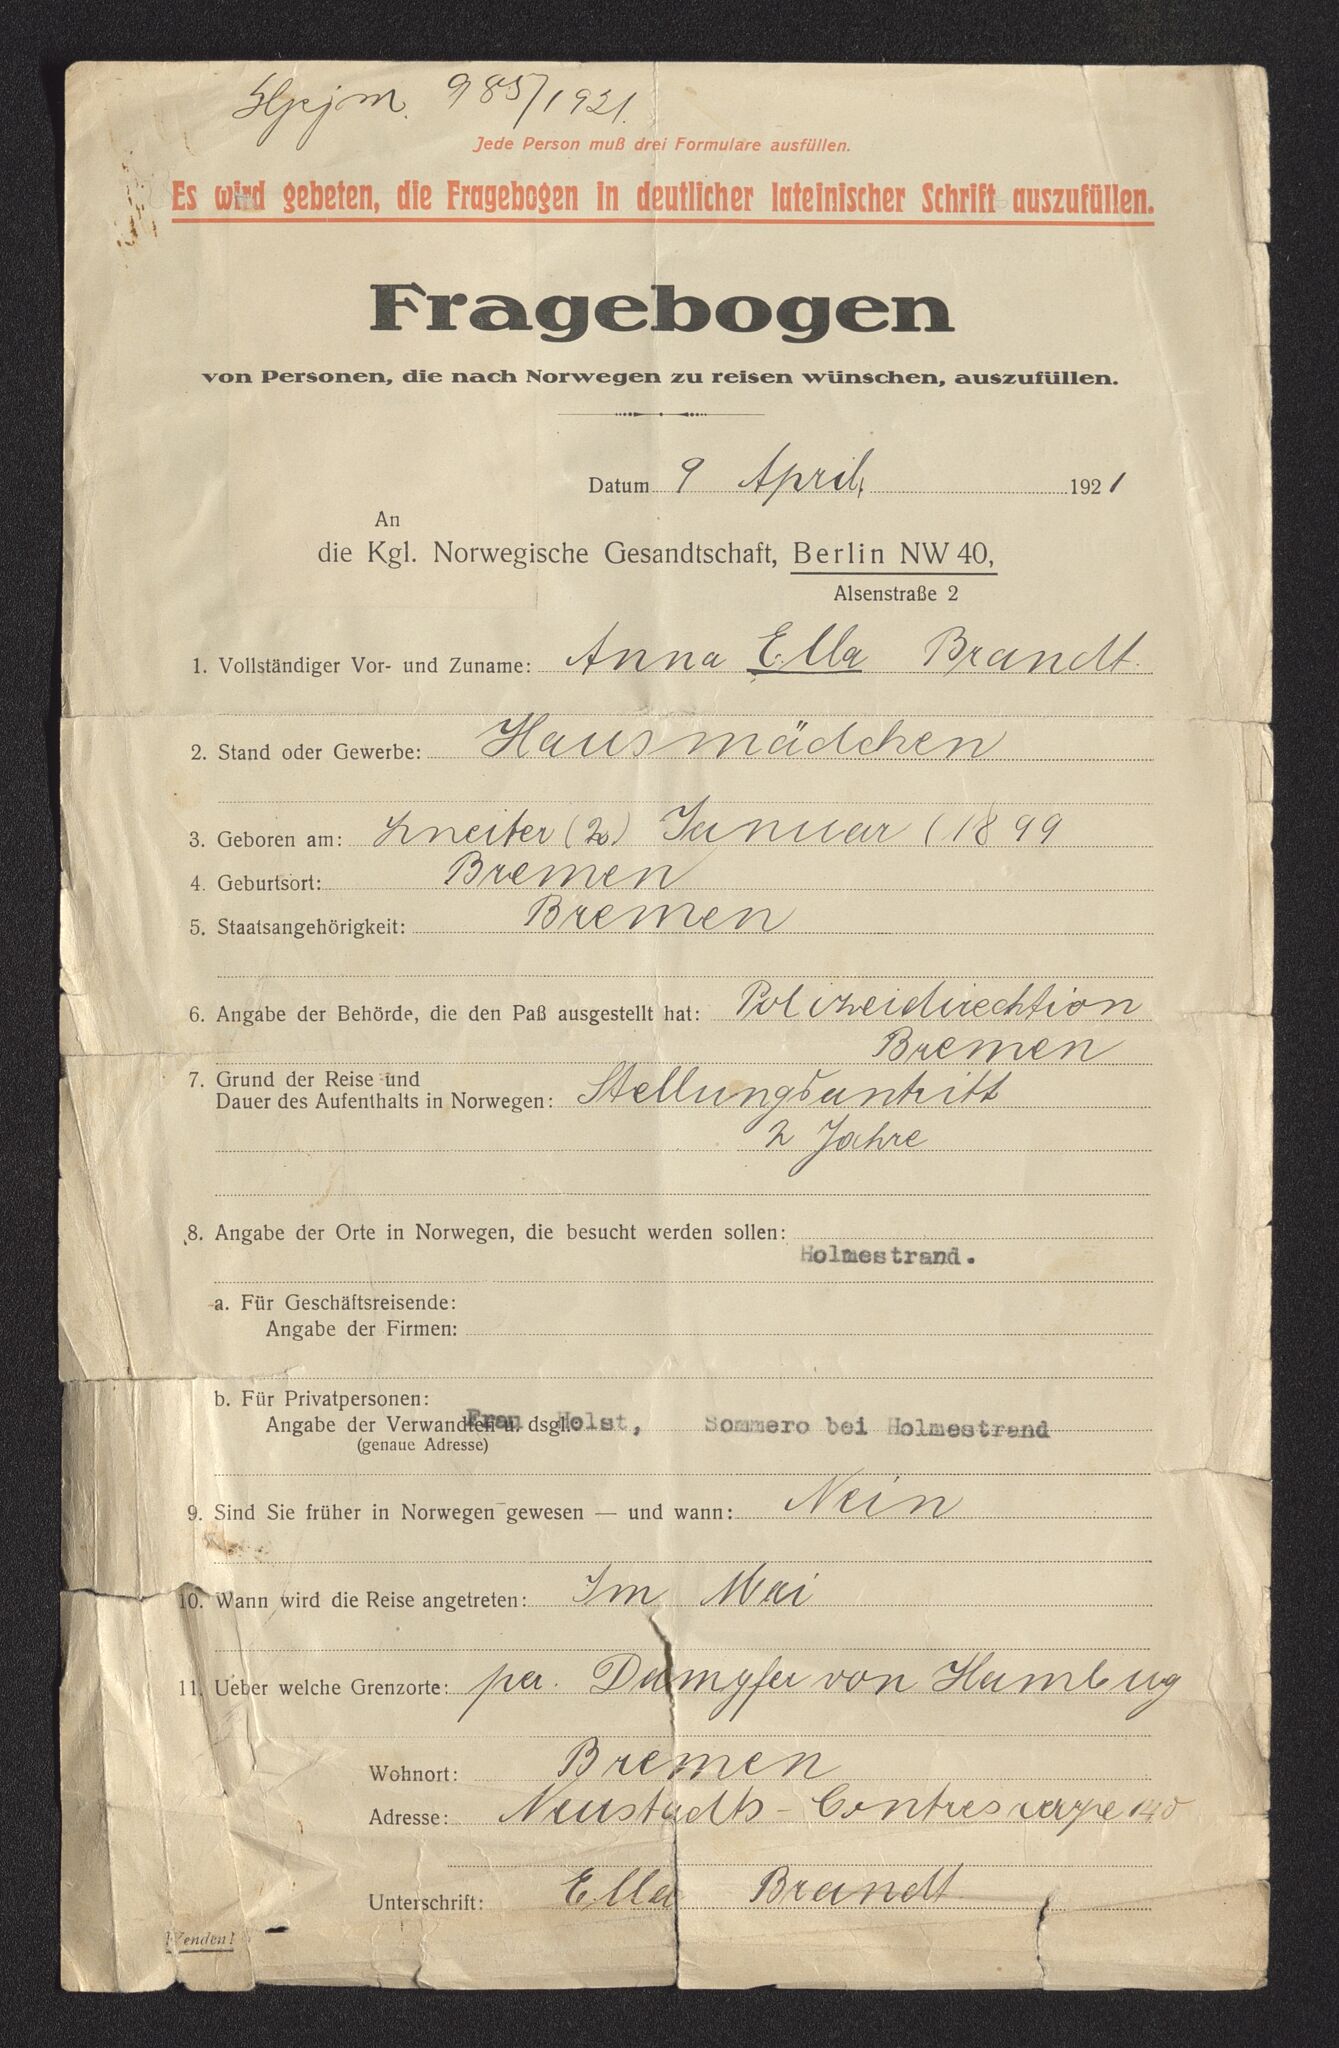 985/1921.
Jede Person muß drei Formulare ausfüllen.
Es wird gebeten, die Fragebogen in deutlicher lateinischer Schrift auszufüllen.
Fragebogen
von Personen, die nach Norwegen zu reisen wünschen, auszufüllen.
Datum 9 April, 1921
An
die Kgl. Norwegische Gesandtschaft, Berlin NW 40,
Alsenstraße 2
1. Vollständiger Vor- und Zuname: Anna Ella Brandt.
2. Stand oder Gewerbe: Hausmädchen
3. Geboren am: Zweiter (2) Januar (1899
4. Geburtsort: Bremen
5. Staatsangehörigkeit: Bremen
6. Angabe der Behörde, die den Paß ausgestellt hat: Polizeidirechtion
Bremen
7. Grund der Reise und
Dauer des Aufenthalts in Norwegen: Stellungsantritt
2 Jahre
8. Angabe der Orte in Norwegen, die besucht werden sollen:
Holmestrand.
a. Für Geschäftsreisende:
Angabe der Firmen:
b. Für Privatpersonen:
Angabe der Verwandten u. dsgl. Frau Holst, Sommero bei Holmestrand
(genaue Adresse)
9. Sind Sie früher in Norwegen gewesen — und wann: Nein
10. Wann wird die Reise angetreten: Im Mai
11. Ueber welche Grenzorte: per. Dampfer von Hamburg
Wohnort: Bremen
Adresse: Neustadts-Contrescarpe 140
Unterschrift: Ella Brandt
Wenden!